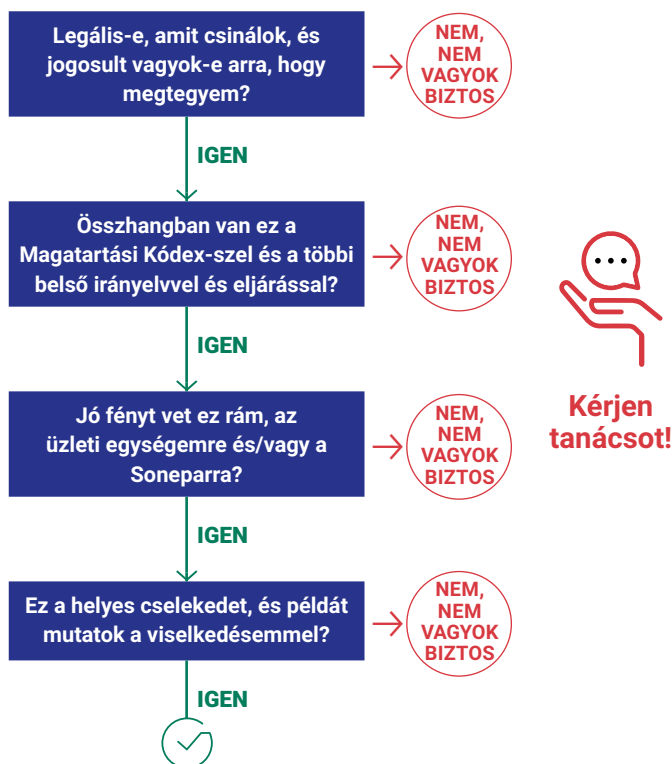 Legális-e, amit csinálok, és
jogosult vagyok-e arra, hogy
megtegyem?
NEM,
NEM
VAGYOK
BIZTOS
IGEN
Összhangban van ez a
Magatartási Kódex-szel és a többi
belső irányelvvel és eljárással?
NEM,
NEM
VAGYOK
BIZTOS
IGEN
Jó fényt vet ez rám, az
üzleti egységemre és/vagy a
Soneparra?
NEM,
NEM
VAGYOK
BIZTOS
IGEN
Ez a helyes cselekedet, és példát
mutatok a viselkedésemmel?
NEM,
NEM
VAGYOK
BIZTOS
IGEN
Kérjen
tanácsot!